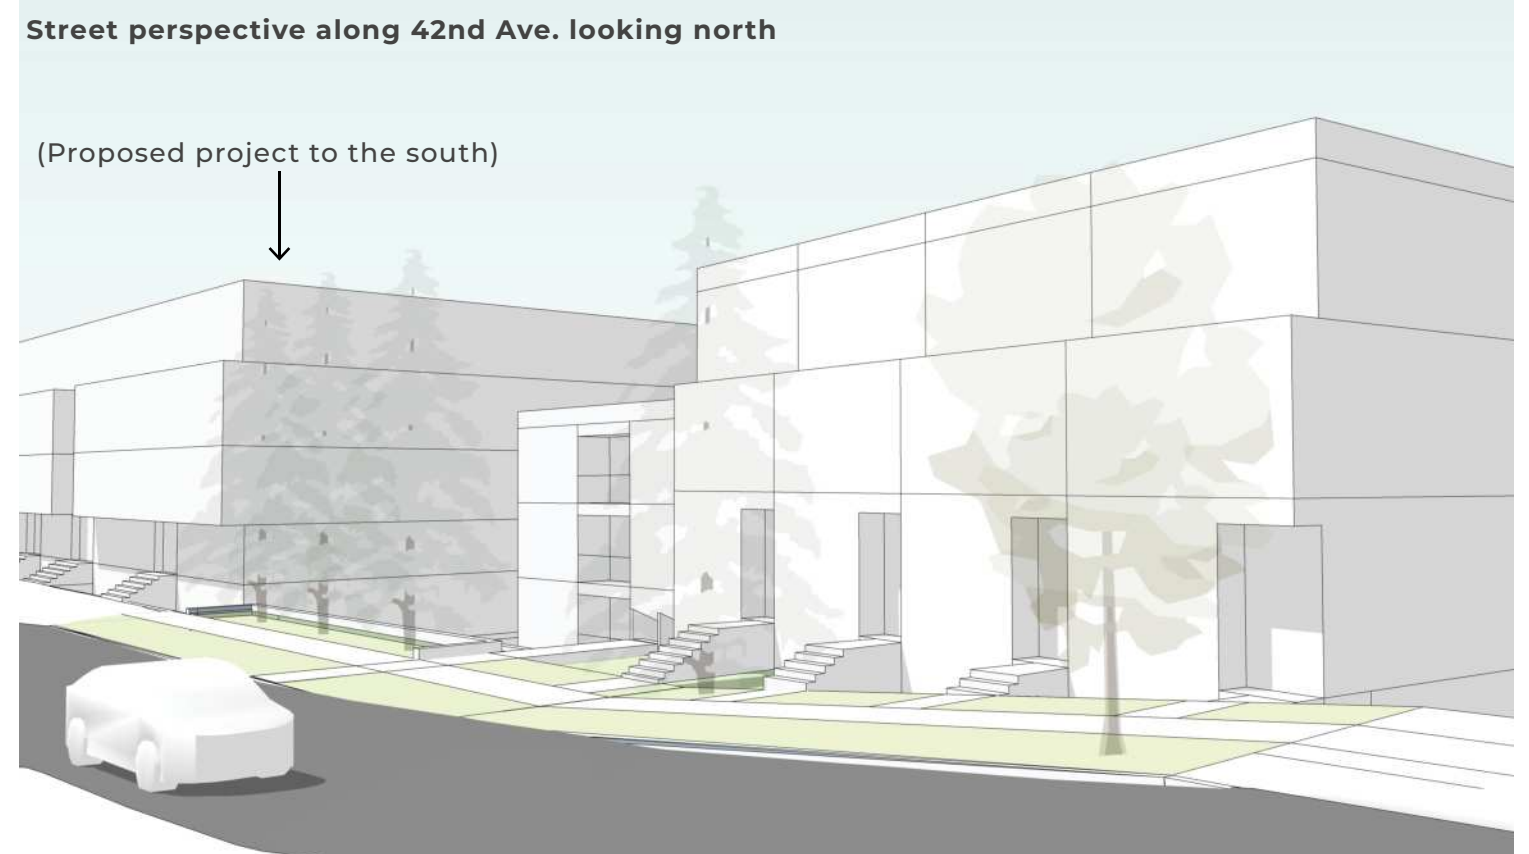 Street perspective along 42nd Ave. looking north
(Proposed project to the south)